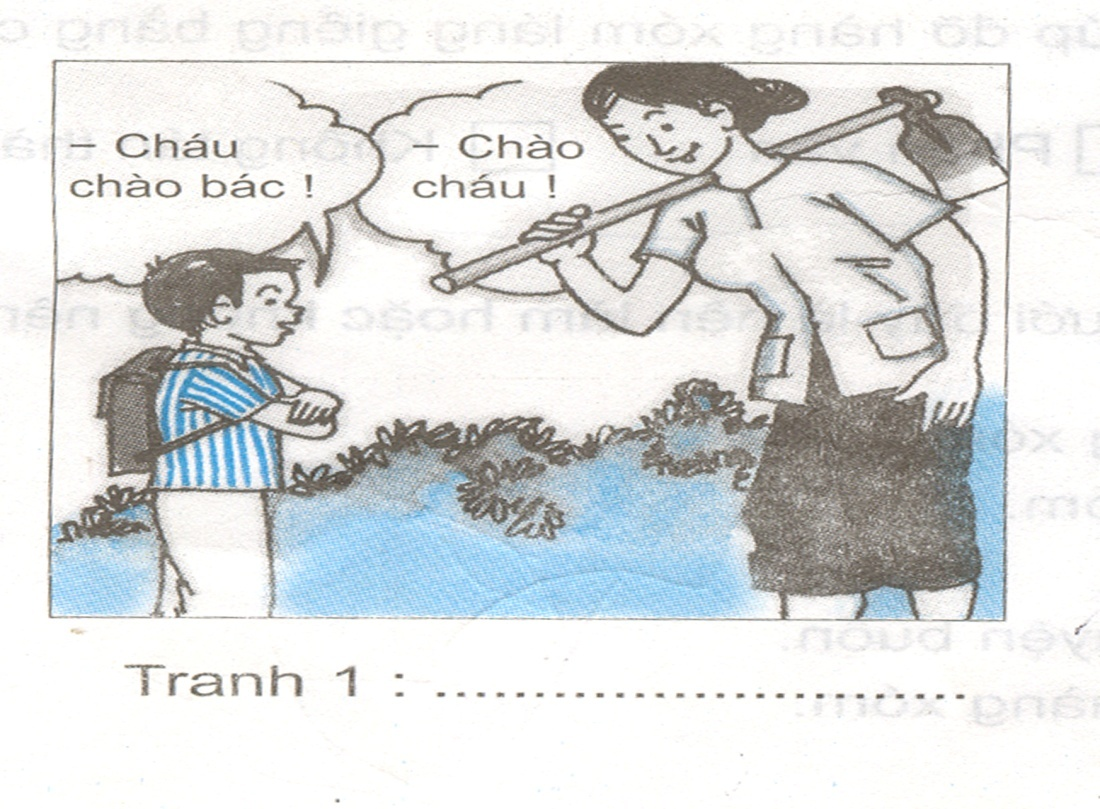 – Cháu
chào bác !
– Chào
cháu !
Tranh 1 : ................................